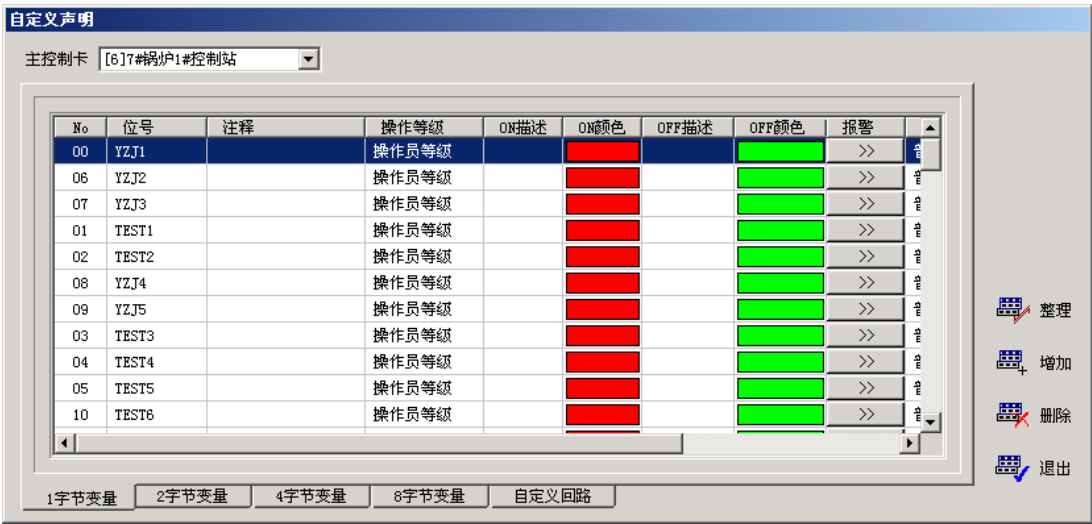 自定义声明
主控制卡 [6]7#锅炉1#控制站
No 位号 注释 操作等级 ON描述 ON颜色 OFF描述 OFF颜色 报警
00 YZJ1 操作员等级 >>
06 YZJ2 操作员等级 >>
07 YZJ3 操作员等级 >>
01 TEST1 操作员等级 >>
02 TEST2 操作员等级 >>
08 YZJ4 操作员等级 >>
09 YZJ5 操作员等级 >>
03 TEST3 操作员等级 >>
04 TEST4 操作员等级 >>
05 TEST5 操作员等级 >>
10 TEST6 操作员等级 >>
整理
增加
删除
退出
1字节变量 2字节变量 4字节变量 8字节变量 自定义回路